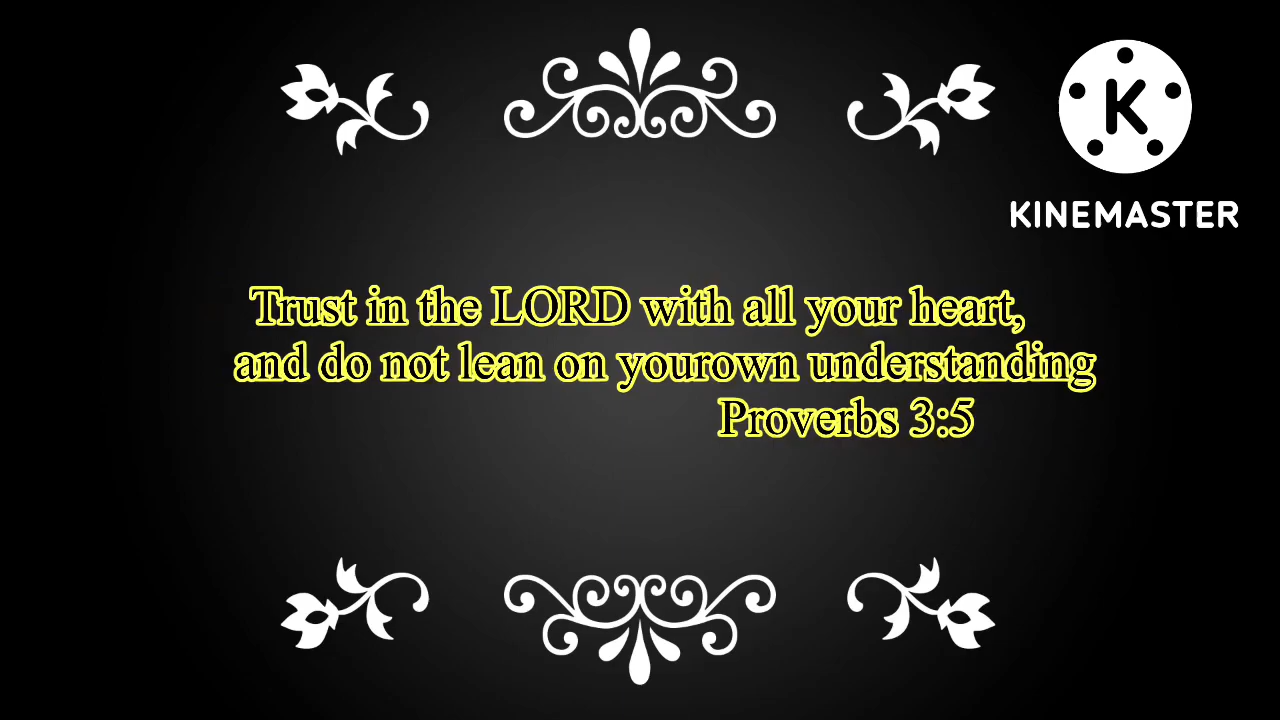 K
KINEMASTER
Trust in the LORD with all your heart,
and do not lean on yourown understanding
Proverbs 3:5